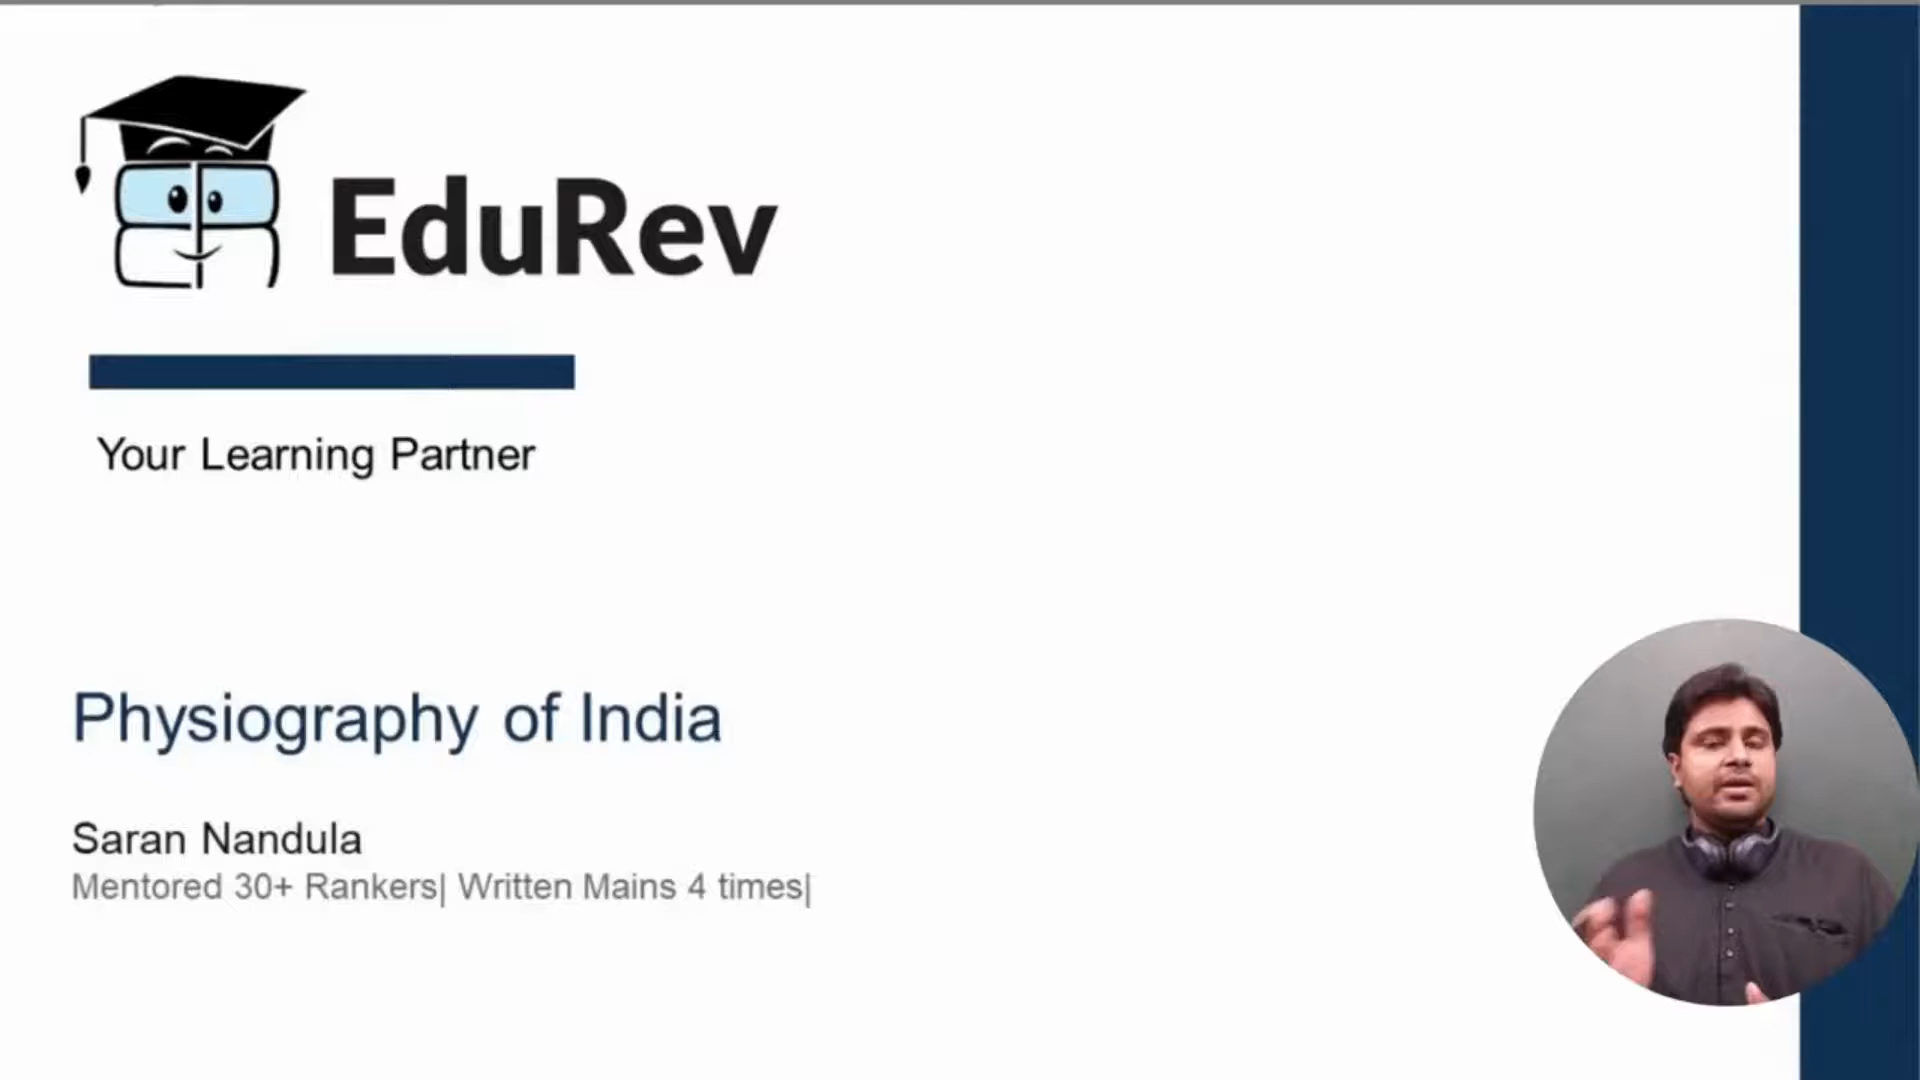 EduRev
Your Learning Partner
Physiography of India
Saran Nandula
Mentored 30+ Rankers| Written Mains 4 times|